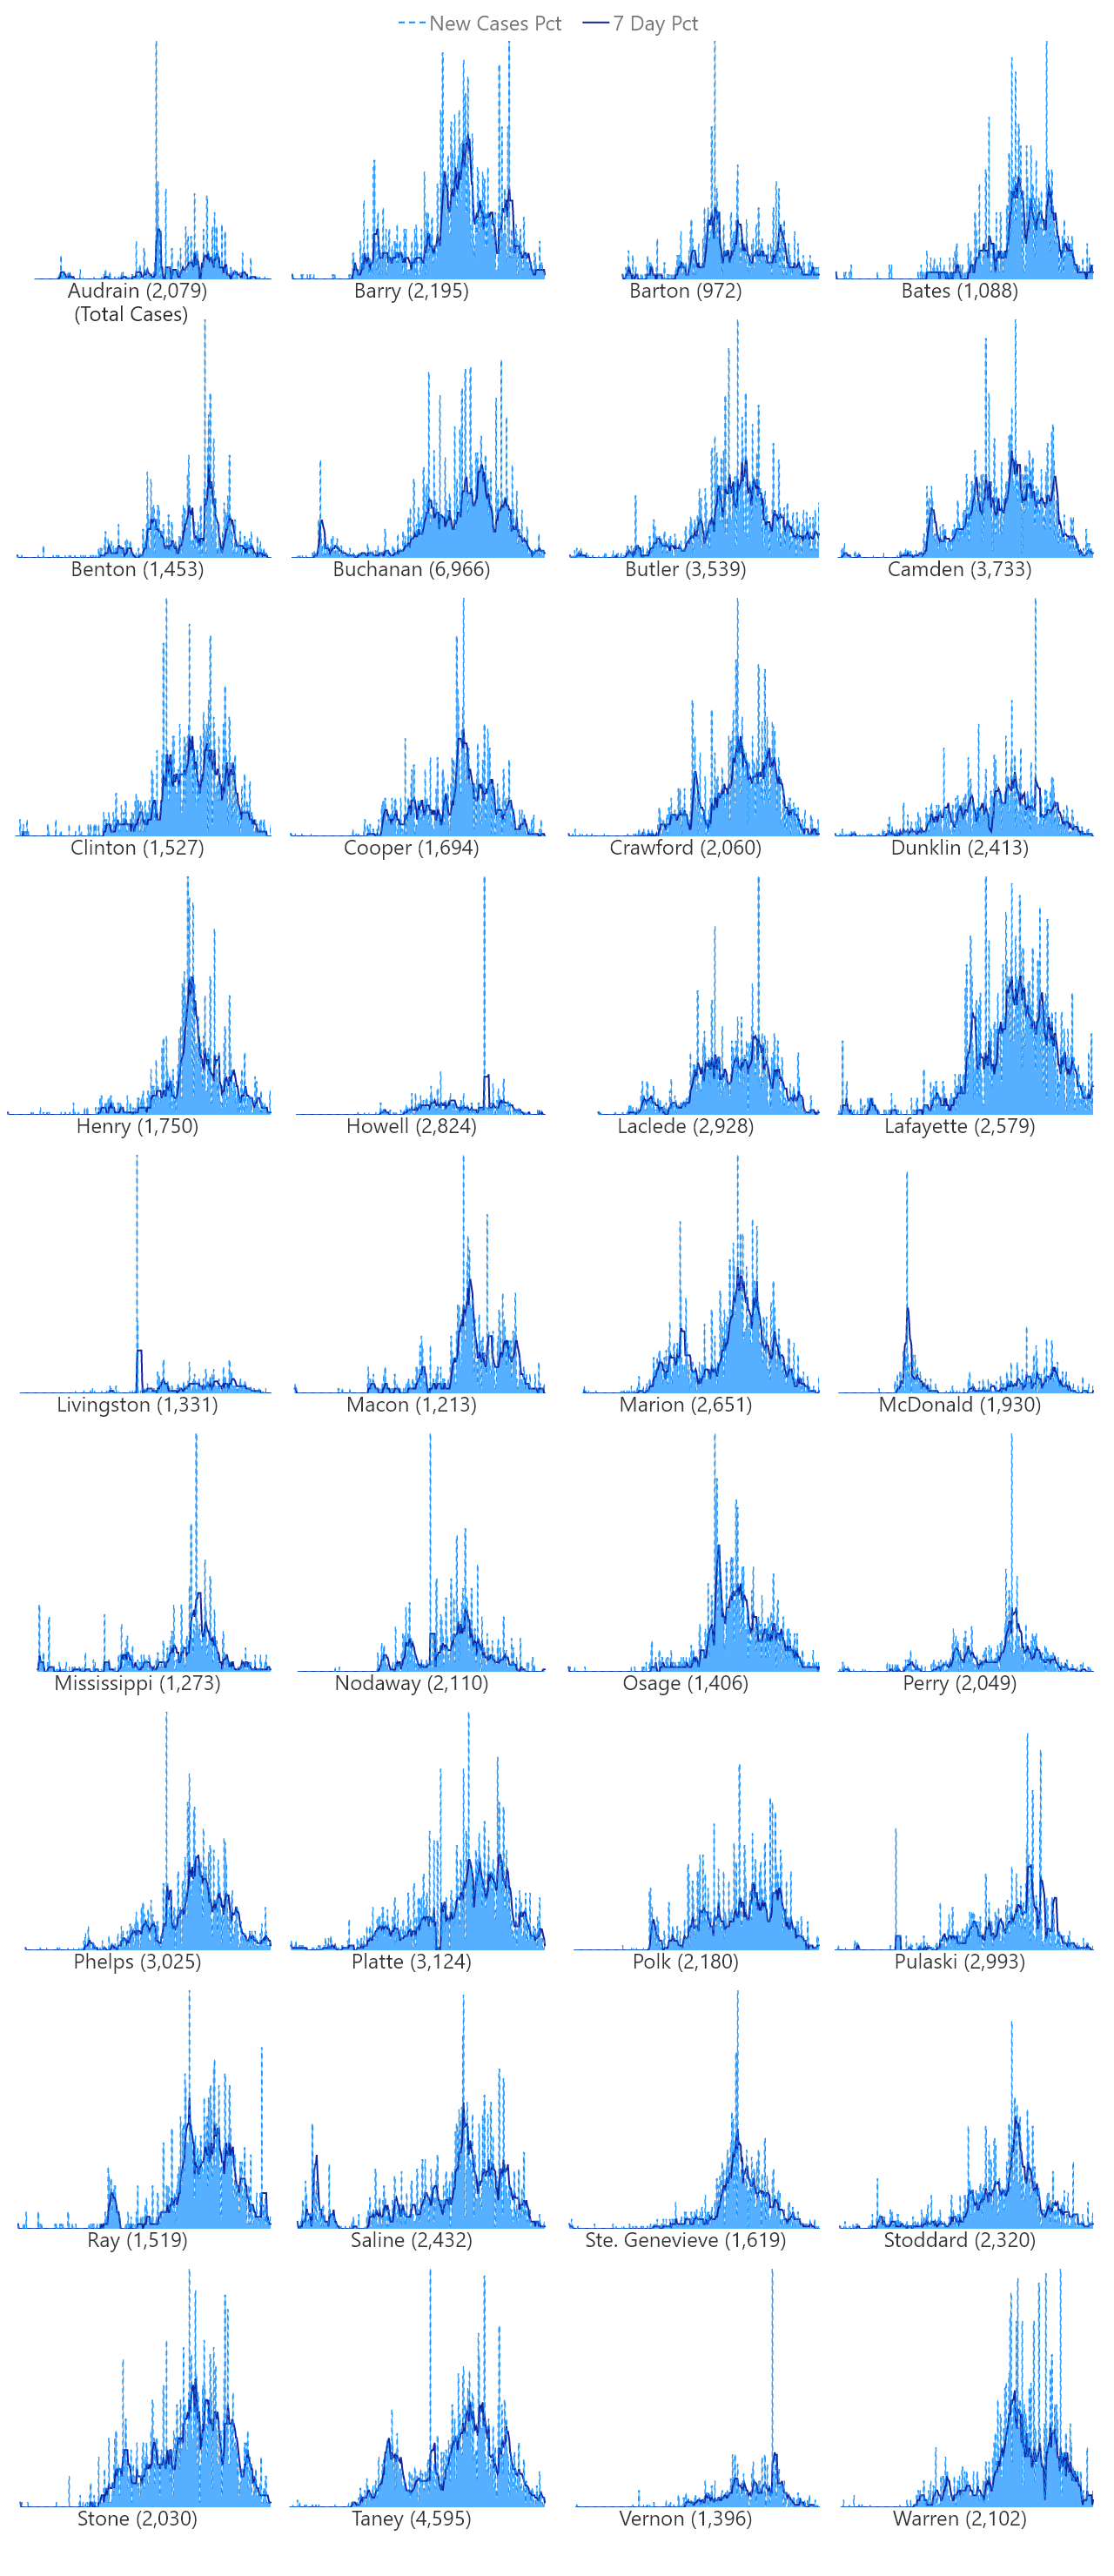 New Cases Pct 7 Day Pct
Audrain (2,079) Barry (2,195) Barton (972) Bates (1,088)
(Total Cases)
Benton (1,453) Buchanan (6,966) Butler (3,539) Camden (3,733)
Clinton (1,527) Cooper (1,694) Crawford (2,060) Dunklin (2,413)
Henry (1,750) Howell (2,824) Laclede (2,928) Lafayette (2,579)
Livingston (1,331) Macon (1,213) Marion (2,651) McDonald (1,930)
Mississippi (1,273) Nodaway (2,110) Osage (1,406) Perry (2,049)
Phelps (3,025) Platte (3,124) Polk (2,180) Pulaski (2,993)
Ray (1,519) Saline (2,432) Ste. Genevieve (1,619) Stoddard (2,320)
Stone (2,030) Taney (4,595) Vernon (1,396) Warren (2,102)